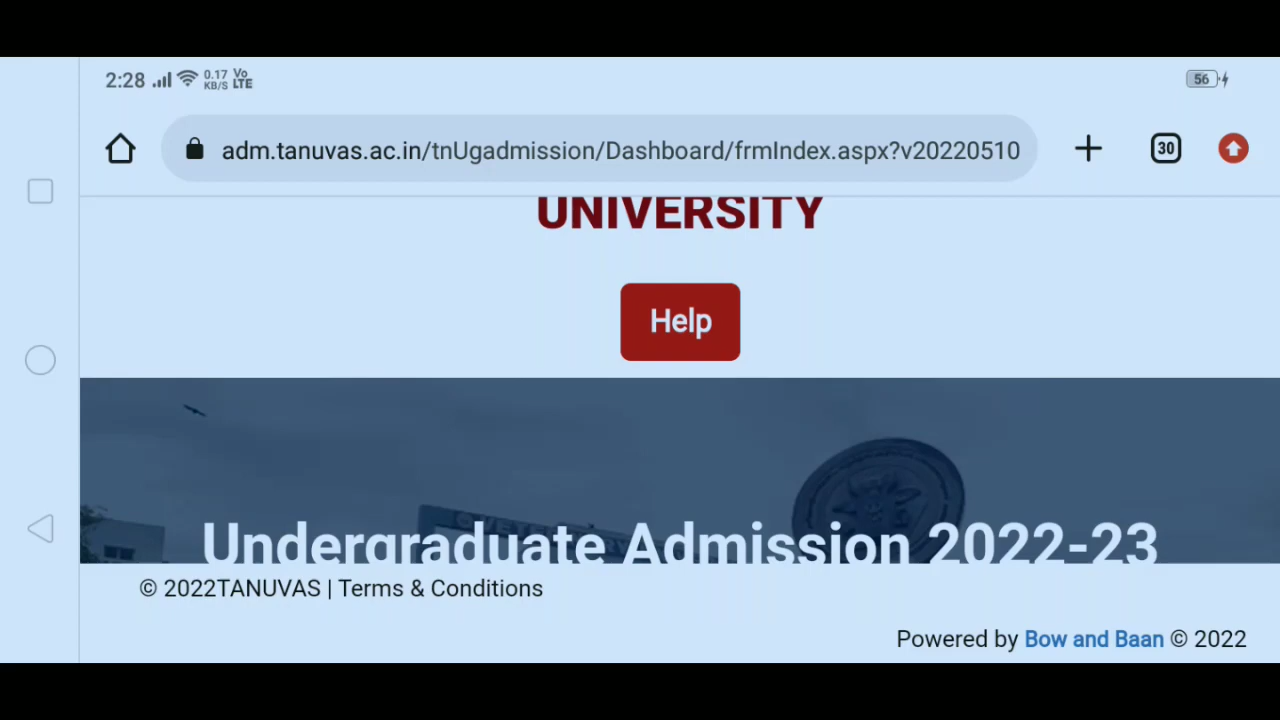 2:28 0.17 KB/S Vo LTE 56
adm.tanuvas.ac.in/tnUgadmission/Dashboard/frmIndex.aspx?v20220510 30
UNIVERSITY
Help
Undergraduate Admission 2022-23
© 2022TANUVAS | Terms & Conditions
Powered by Bow and Baan © 2022